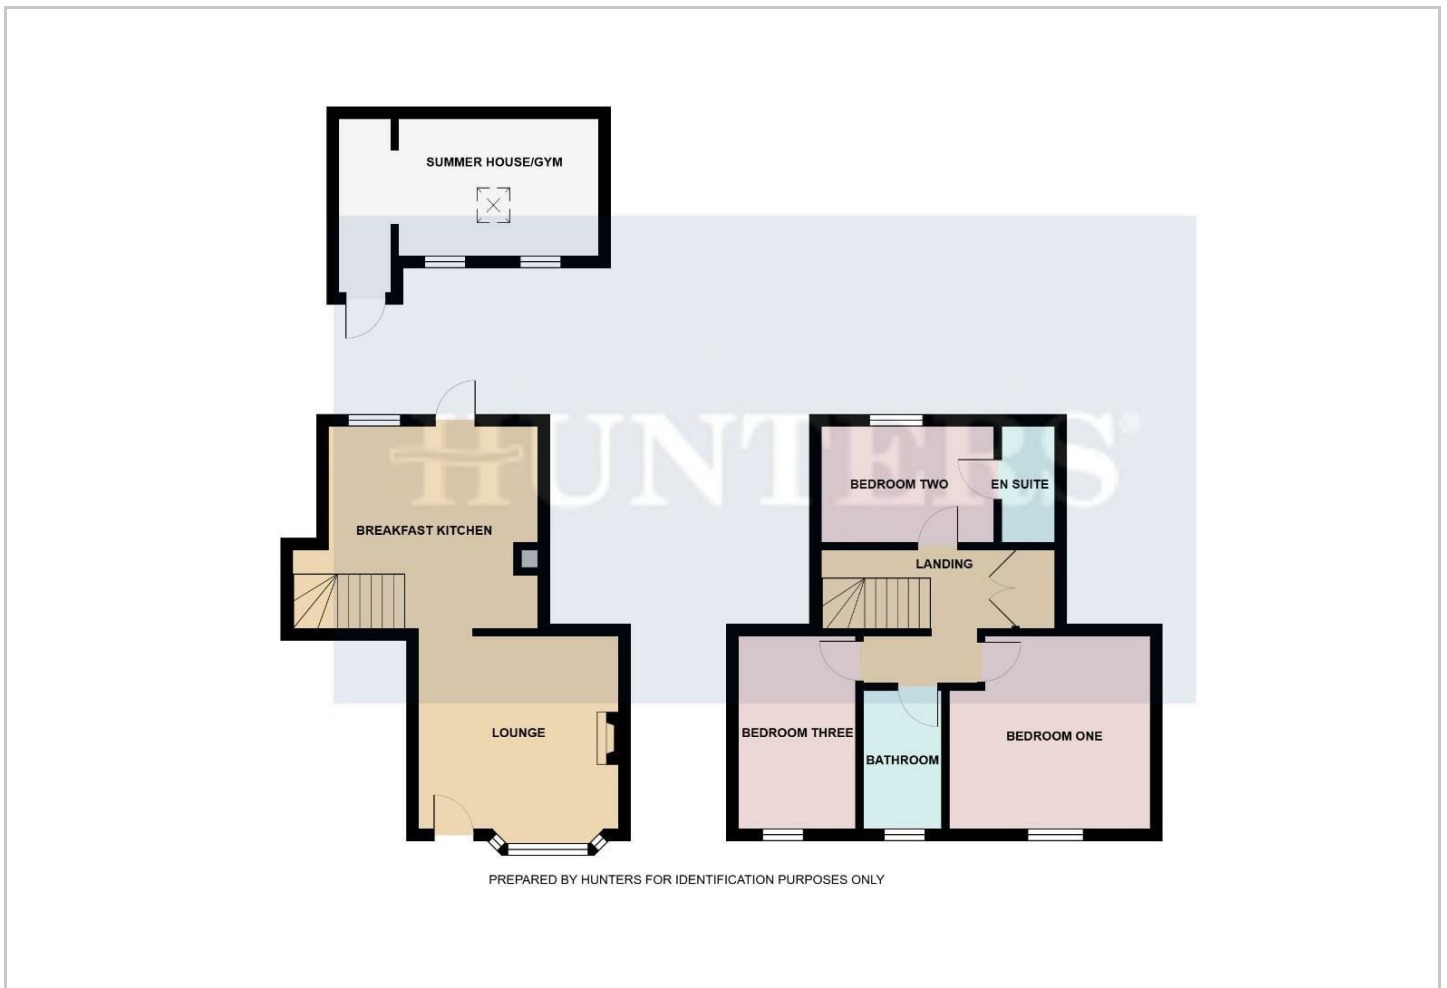 SUMMER HOUSE/GYM
HUNTERS®
BREAKFAST KITCHEN
LOUNGE
BEDROOM TWO
EN SUITE
LANDING
BEDROOM THREE
BATHROOM
BEDROOM ONE
PREPARED BY HUNTERS FOR IDENTIFICATION PURPOSES ONLY